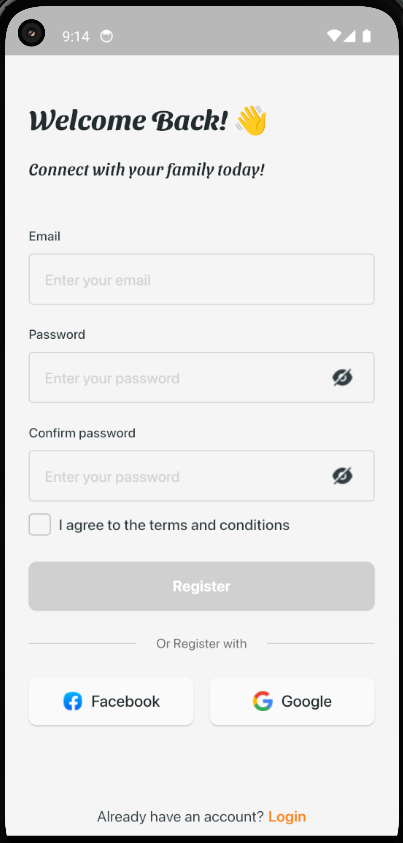 9:14
Welcome Back! 👋
Connect with your family today!
Email
Enter your email
Password
Enter your password
Confirm password
Enter your password
I agree to the terms and conditions
Register
Or Register with
Facebook
Google
Already have an account? Login